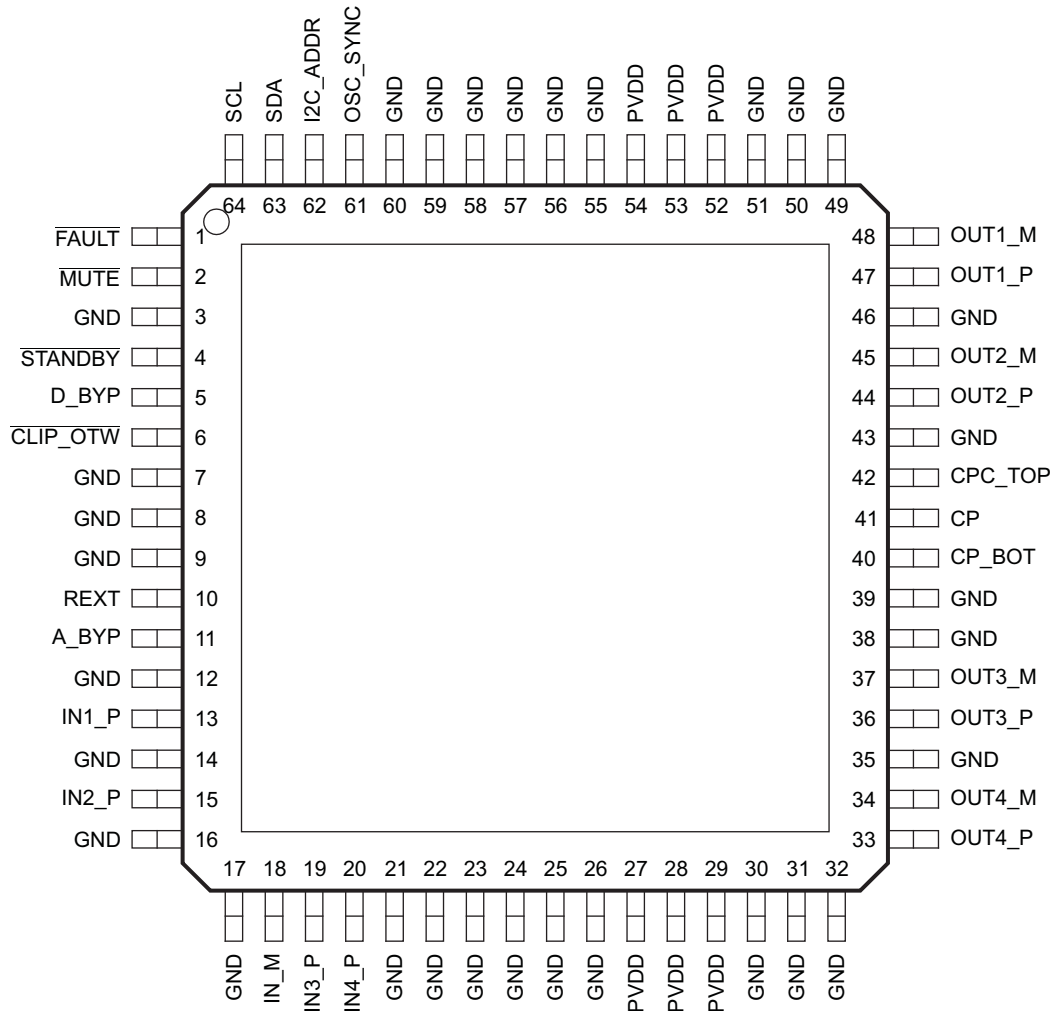 SCL SDA I2C_ADDR OSC_SYNC GND GND GND GND GND GND PVDD PVDD PVDD GND GND GND
64 63 62 61 60 59 58 57 56 55 54 53 52 51 50 49
FAULT 1 48 OUT1_M
MUTE 2 47 OUT1_P
GND 3 46 GND
STANDBY 4 45 OUT2_M
D_BYP 5 44 OUT2_P
CLIP_OTW 6 43 GND
GND 7 42 CPC_TOP
GND 8 41 CP
GND 9 40 CP_BOT
REXT 10 39 GND
A_BYP 11 38 GND
GND 12 37 OUT3_M
IN1_P 13 36 OUT3_P
GND 14 35 GND
IN2_P 15 34 OUT4_M
GND 16 33 OUT4_P
17 18 19 20 21 22 23 24 25 26 27 28 29 30 31 32
GND IN_M IN3_P IN4_P GND GND GND GND GND GND PVDD PVDD PVDD GND GND GND